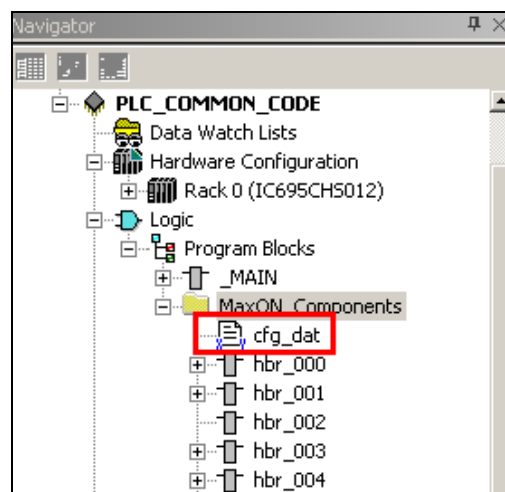 Navigator
PLC_COMMON_CODE
Data Watch Lists
Hardware Configuration
Rack 0 (IC695CHS012)
Logic
Program Blocks
_MAIN
MaxON_Components
cfg_dat
hbr_000
hbr_001
hbr_002
hbr_003
hbr_004